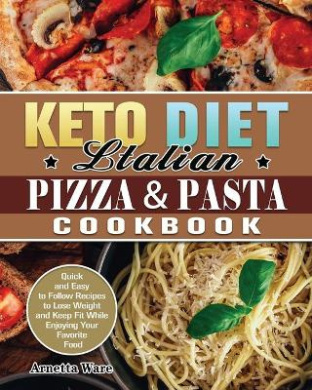 KETO DIET
Ltalian
PIZZA & PASTA
COOKBOOK
Quick
and Easy
to Follow Recipes
to Lose Weight
and Keep Fit While
Enjoying Your
Favorite
Food
Arnetta Ware